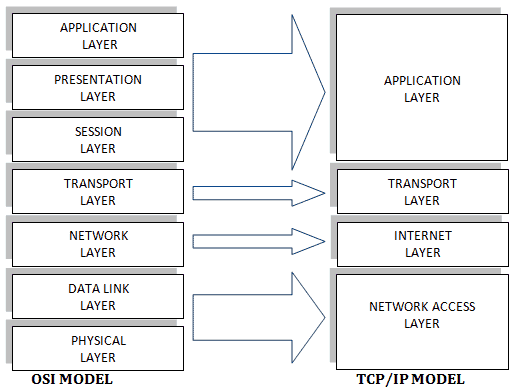 APPLICATION
LAYER
PRESENTATION
LAYER
SESSION
LAYER
TRANSPORT
LAYER
NETWORK
LAYER
DATA LINK
LAYER
PHYSICAL
LAYER
OSI MODEL
APPLICATION
LAYER
TRANSPORT
LAYER
INTERNET
LAYER
NETWORK ACCESS
LAYER
TCP/IP MODEL